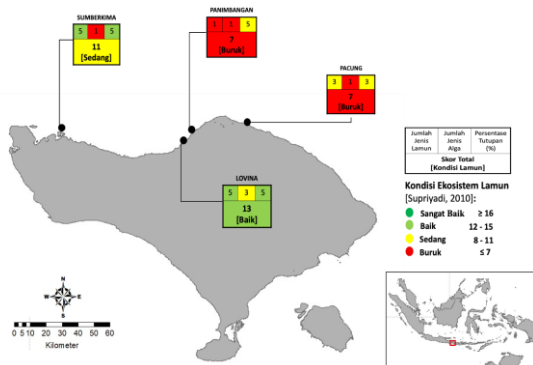 SUMBERKIMA
5 1 5
11
[Sedang]
PANIMBANGAN
1 1 5
7
[Buruk]
PACUNG
3 1 3
7
[Buruk]
LOVINA
5 3 5
13
[Baik]
Jumlah Jenis Lamun
Jumlah Jenis Alga
Persentase Tutupan (%)
Skor Total
[Kondisi Lamun]
Kondisi Ekosistem Lamun
[Supriyadi, 2010]:
Sangat Baik ≥ 16
Baik 12 - 15
Sedang 8 - 11
Buruk ≤ 7
N
W E
S
0 5 10 20 30 40 50 60
Kilometer